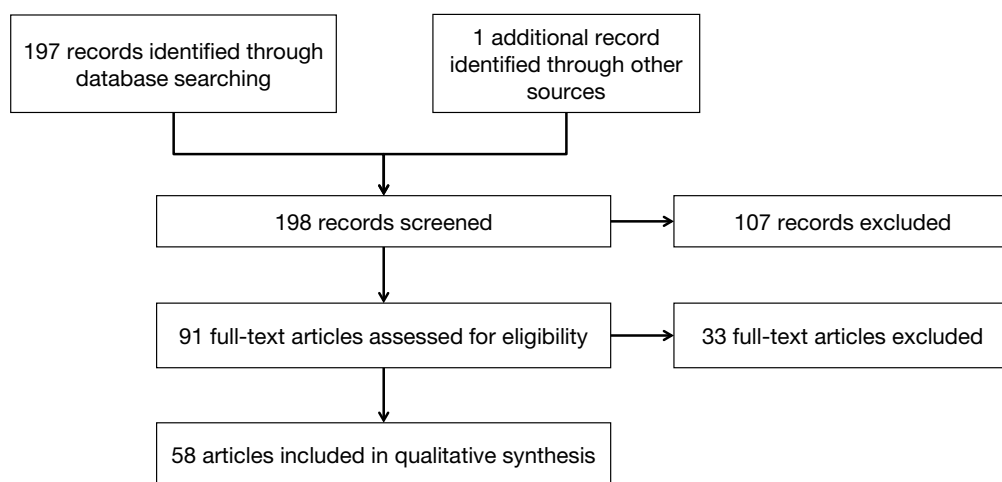 197 records identified through
database searching
1 additional record
identified through other
sources
198 records screened
107 records excluded
91 full-text articles assessed for eligibility
33 full-text articles excluded
58 articles included in qualitative synthesis